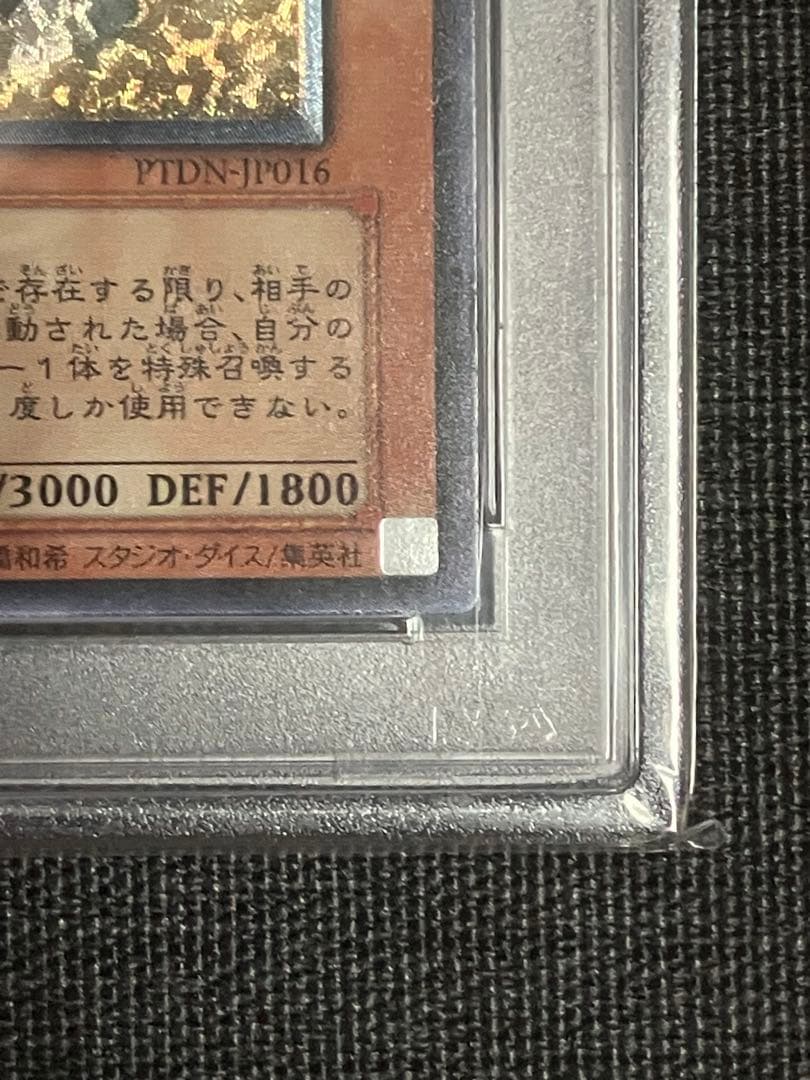 PTDN-JP016
で存在する限り、相手の
動された場合、自分の
ー1体を特殊召喚する
度しか使用できない。
/3000 DEF/1800
橋和希 スタジオ・ダイス/集英社